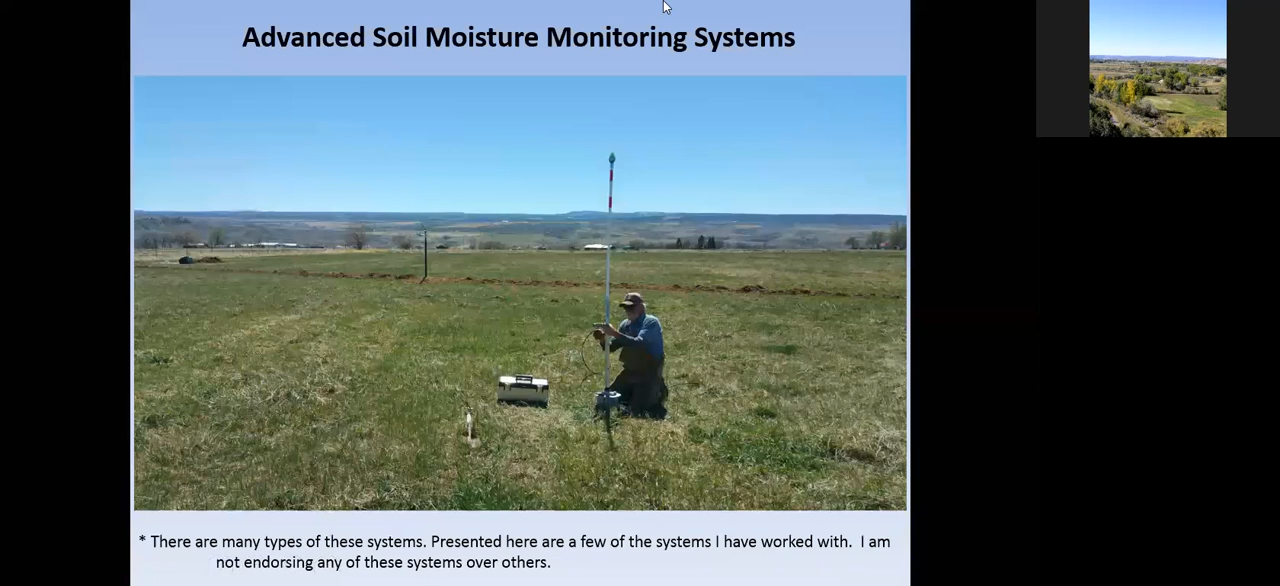 Advanced Soil Moisture Monitoring Systems
* There are many types of these systems. Presented here are a few of the systems I have worked with. I am
not endorsing any of these systems over others.